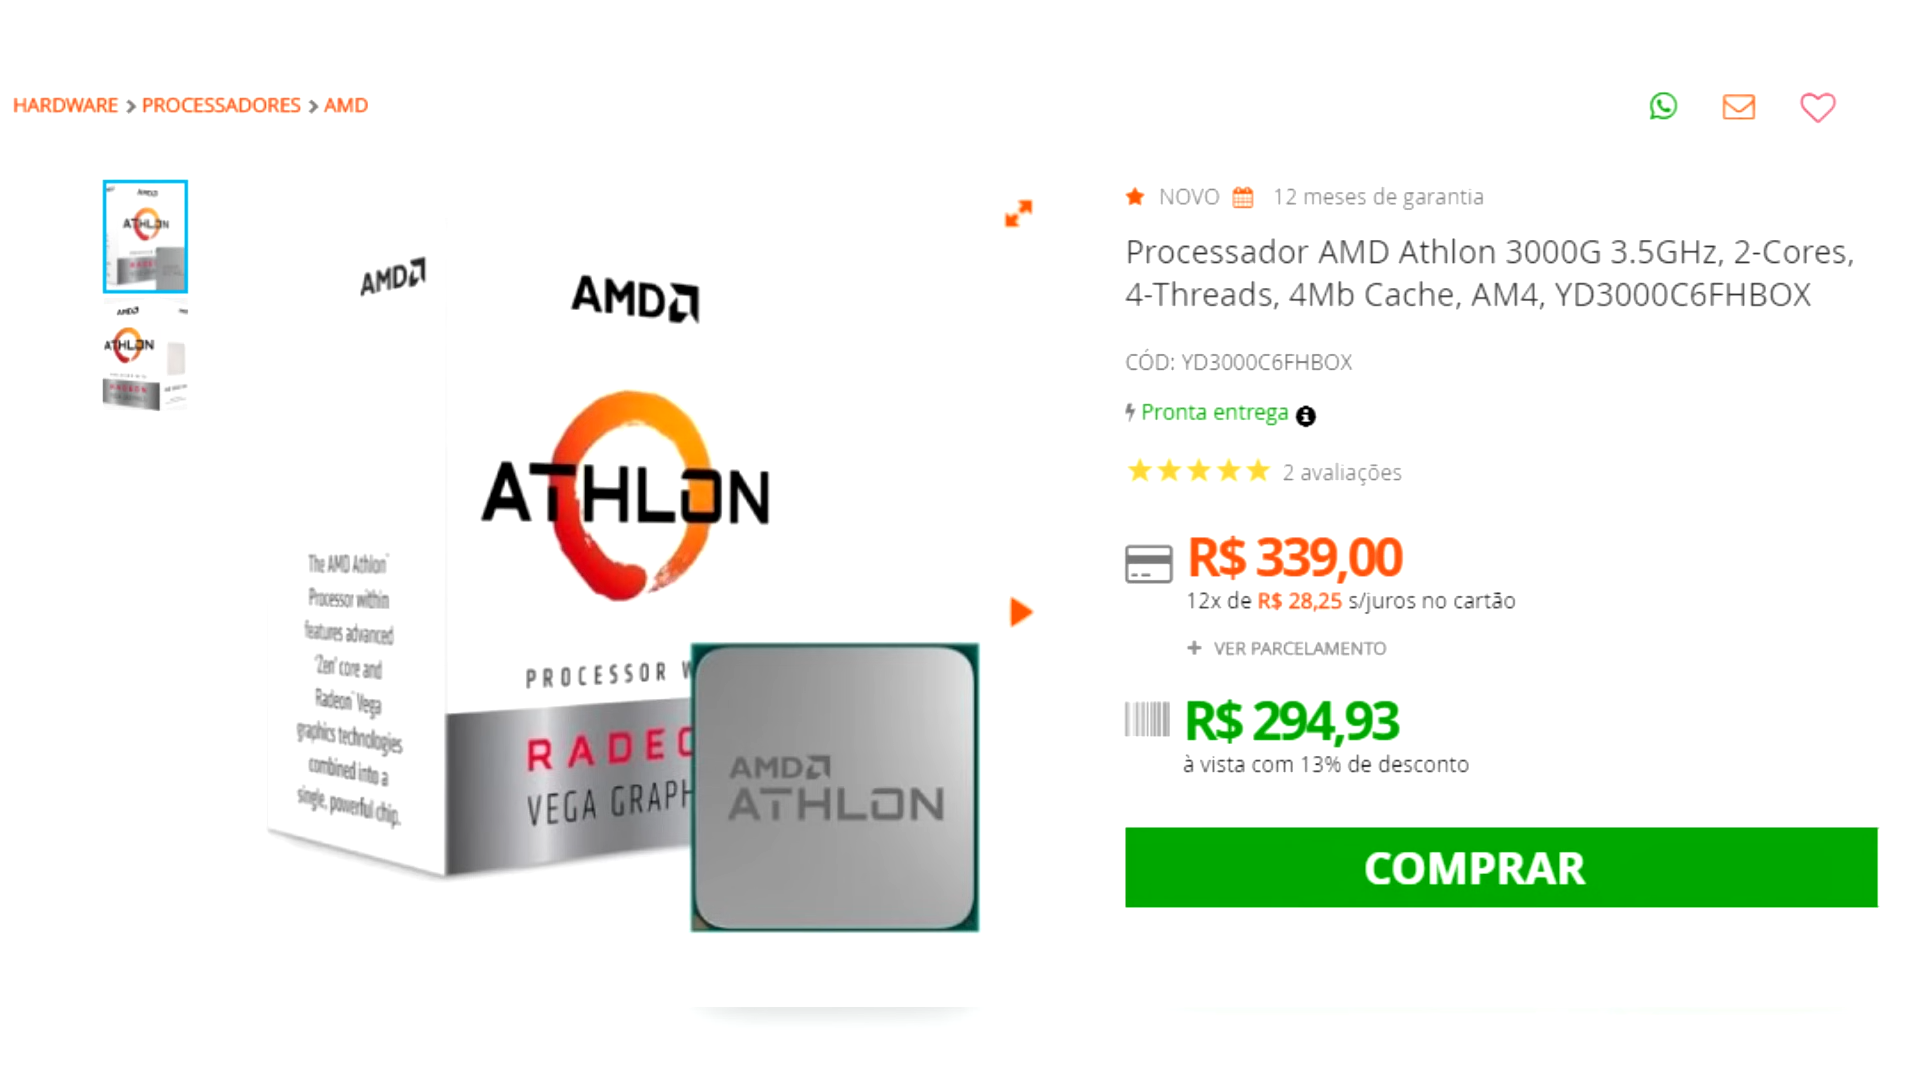 HARDWARE > PROCESSADORES > AMD
AMD
AMD
ATHLON
The AMD Athlon™
Processor within
features advanced
'Zen' core and
Radeon™ Vega
graphics technologies
combined into a
single, powerful chip.
PROCESSOR
RADEO
VEGA GRAPH
AMD
ATHLON
NOVO 12 meses de garantia
Processador AMD Athlon 3000G 3.5GHz, 2-Cores,
4-Threads, 4Mb Cache, AM4, YD3000C6FHBOX
CÓD: YD3000C6FHBOX
Pronta entrega
2 avaliações
R$ 339,00
12x de R$ 28,25 s/juros no cartão
+ VER PARCELAMENTO
R$ 294,93
à vista com 13% de desconto
COMPRAR